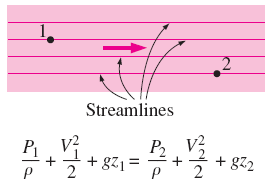 1
2
Streamlines
P₁/ρ + V₁²/2 + gz₁ = P₂/ρ + V₂²/2 + gz₂